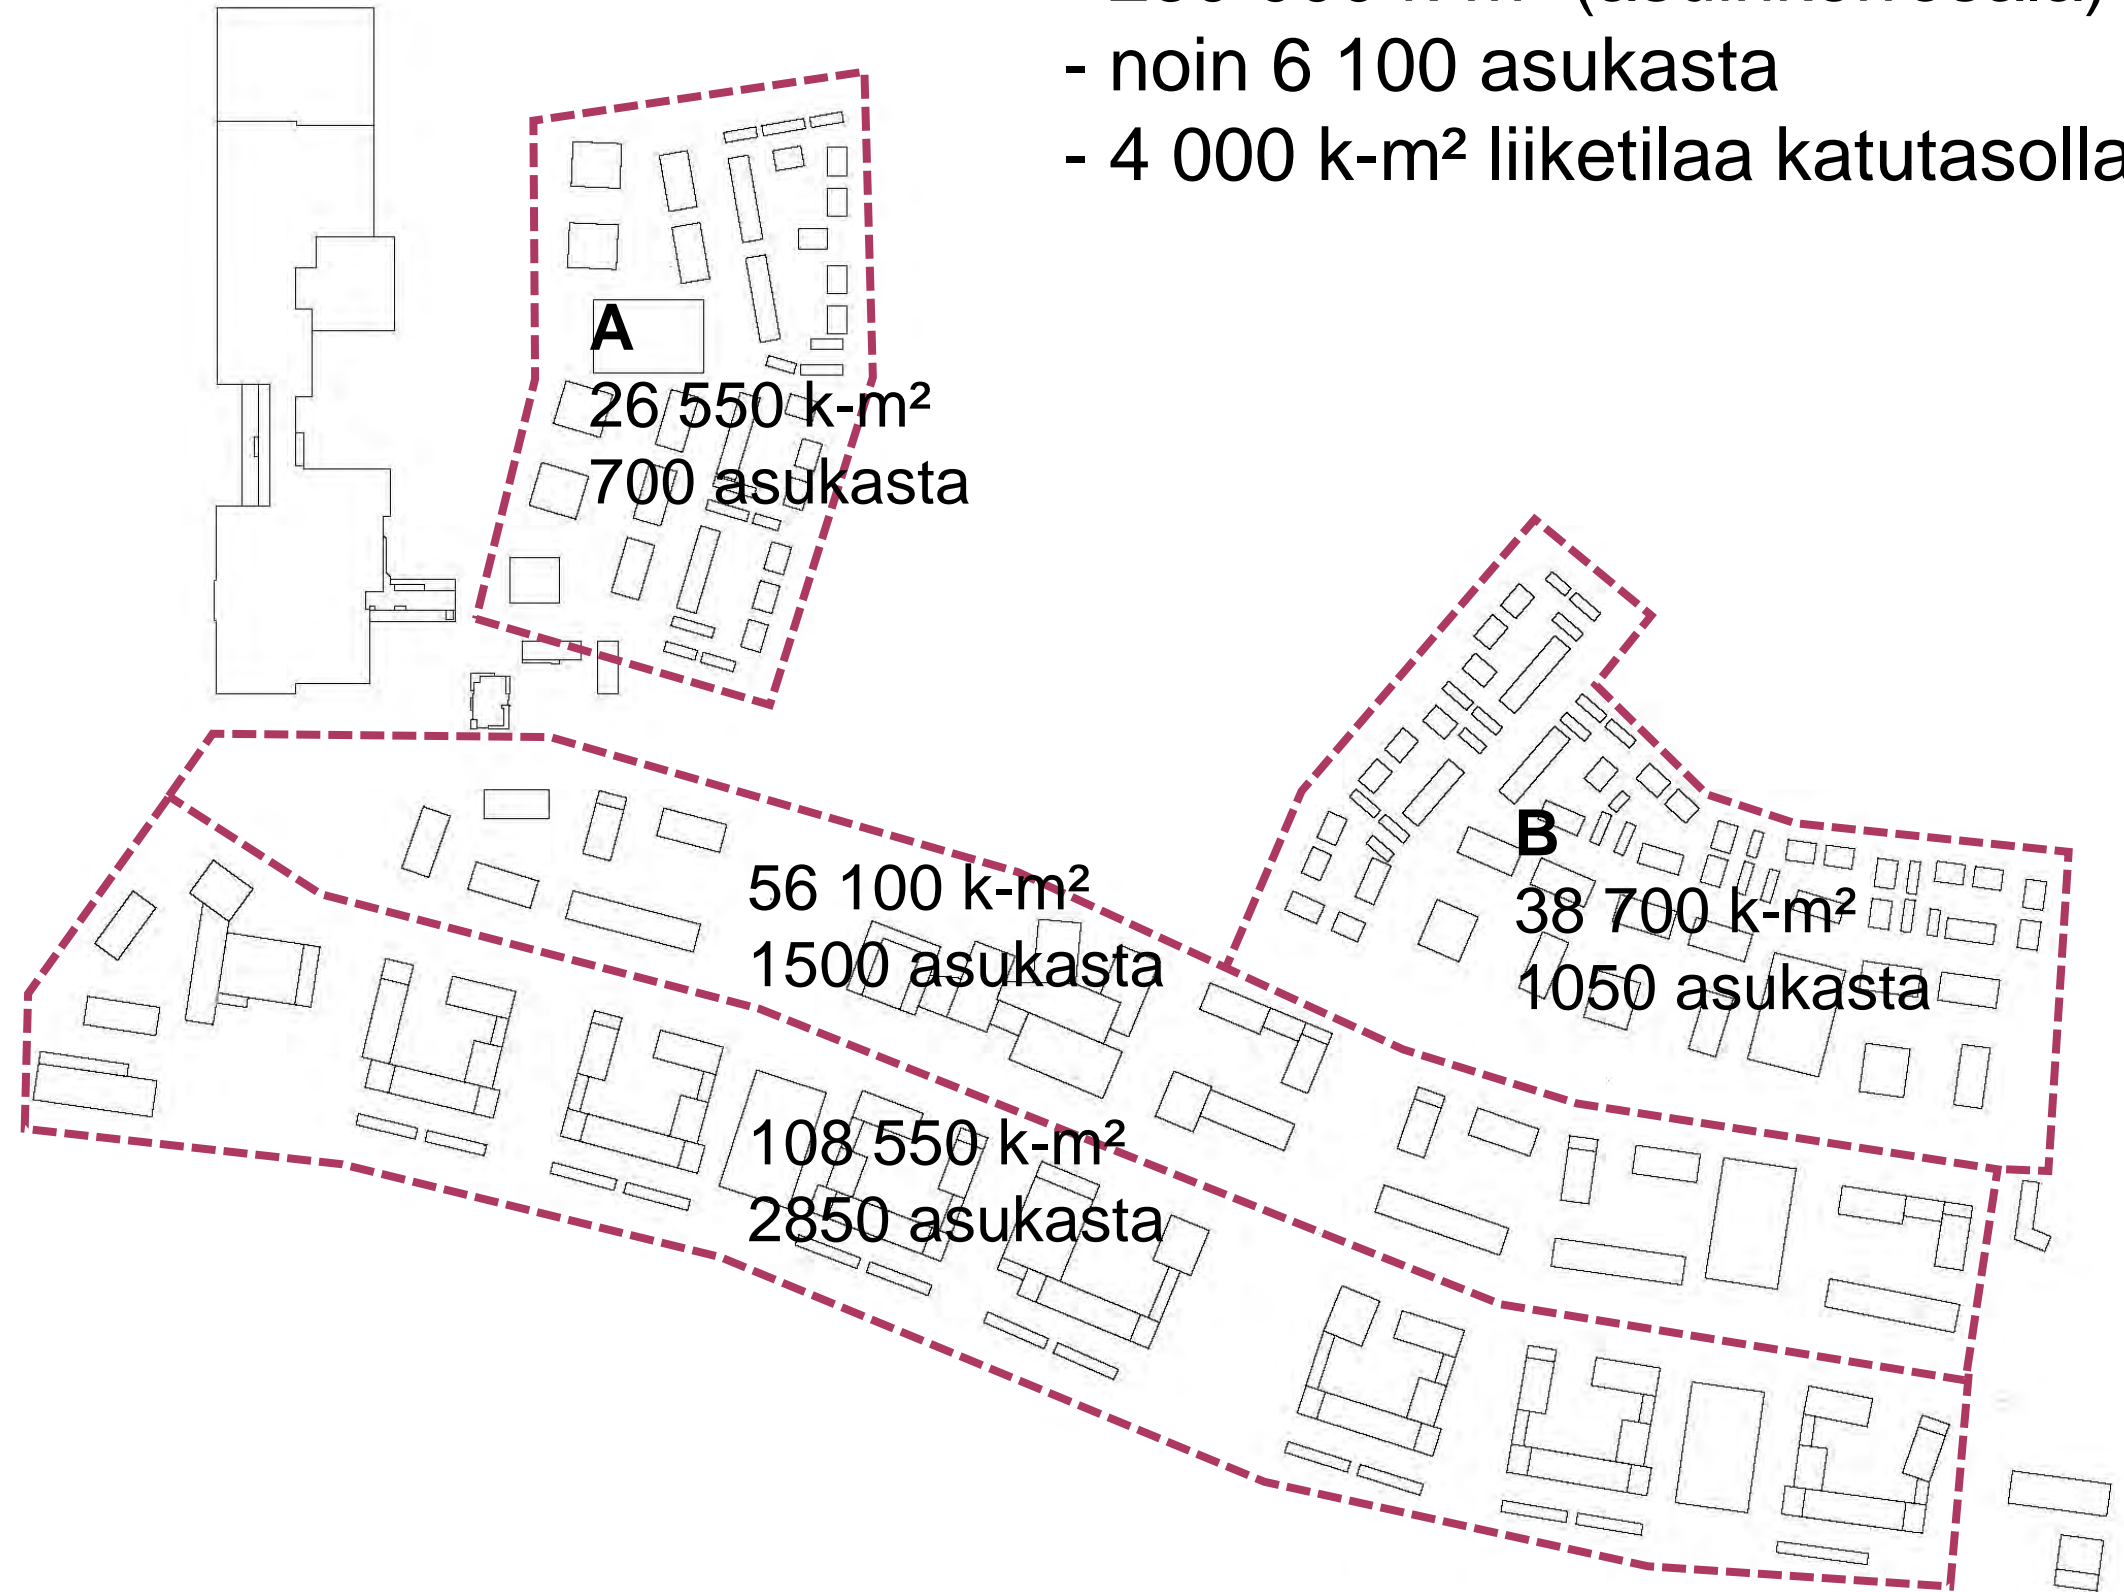 - noin 6 100 asukasta
- 4 000 k-m² liiketilaa katutasolla
A
26 550 k-m²
700 asukasta
B
38 700 k-m²
1050 asukasta
56 100 k-m²
1500 asukasta
108 550 k-m²
2850 asukasta